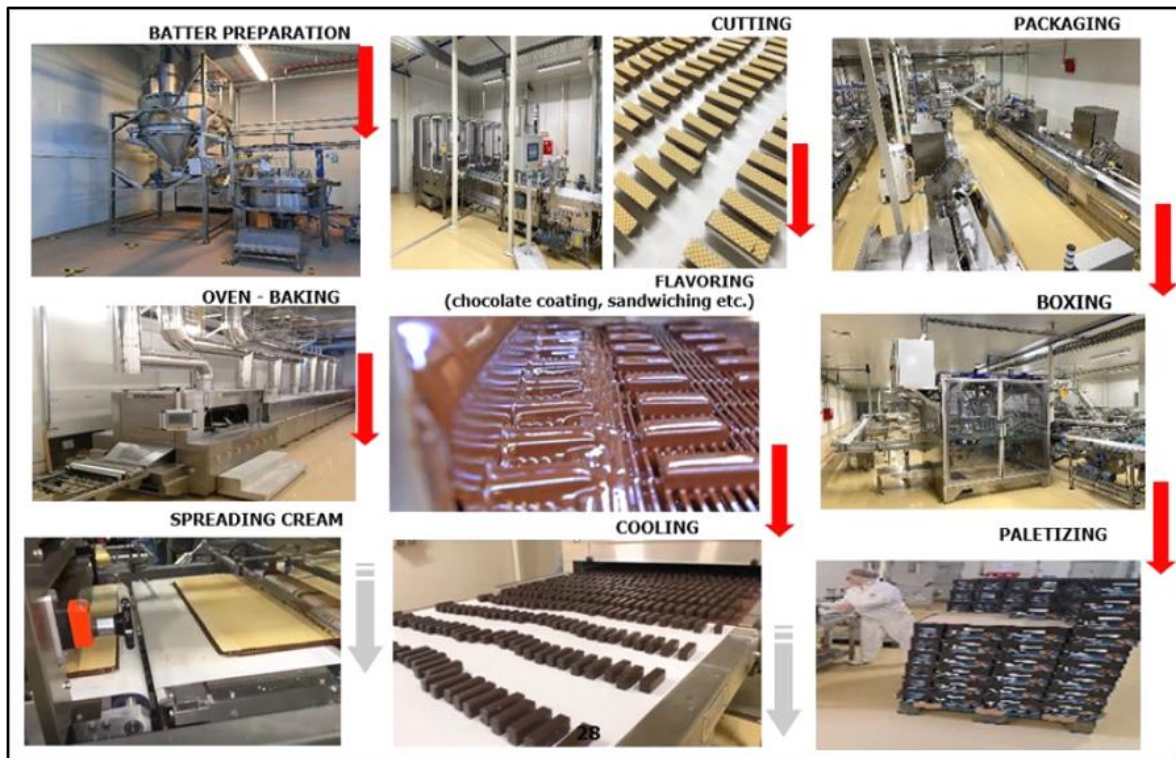 BATTER PREPARATION
OVEN - BAKING
SPREADING CREAM
CUTTING
FLAVORING
(chocolate coating, sandwiching etc.)
COOLING
28
PACKAGING
BOXING
PALETIZING